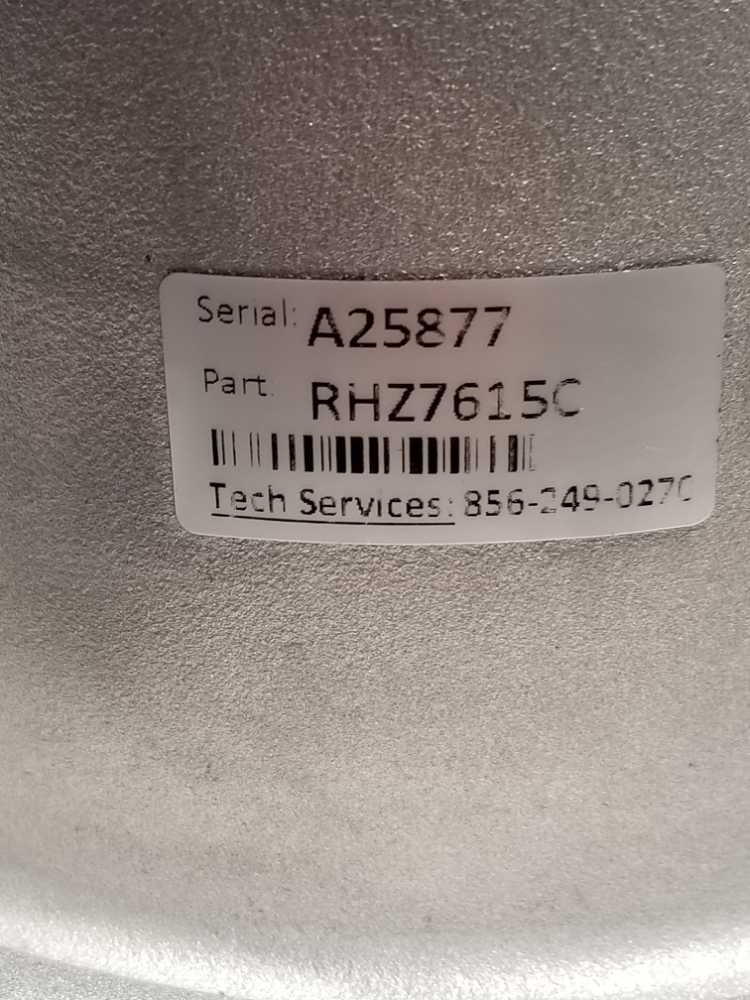 Serial: A25877
Part. RHZ7615C
Tech Services: 856-249-0270